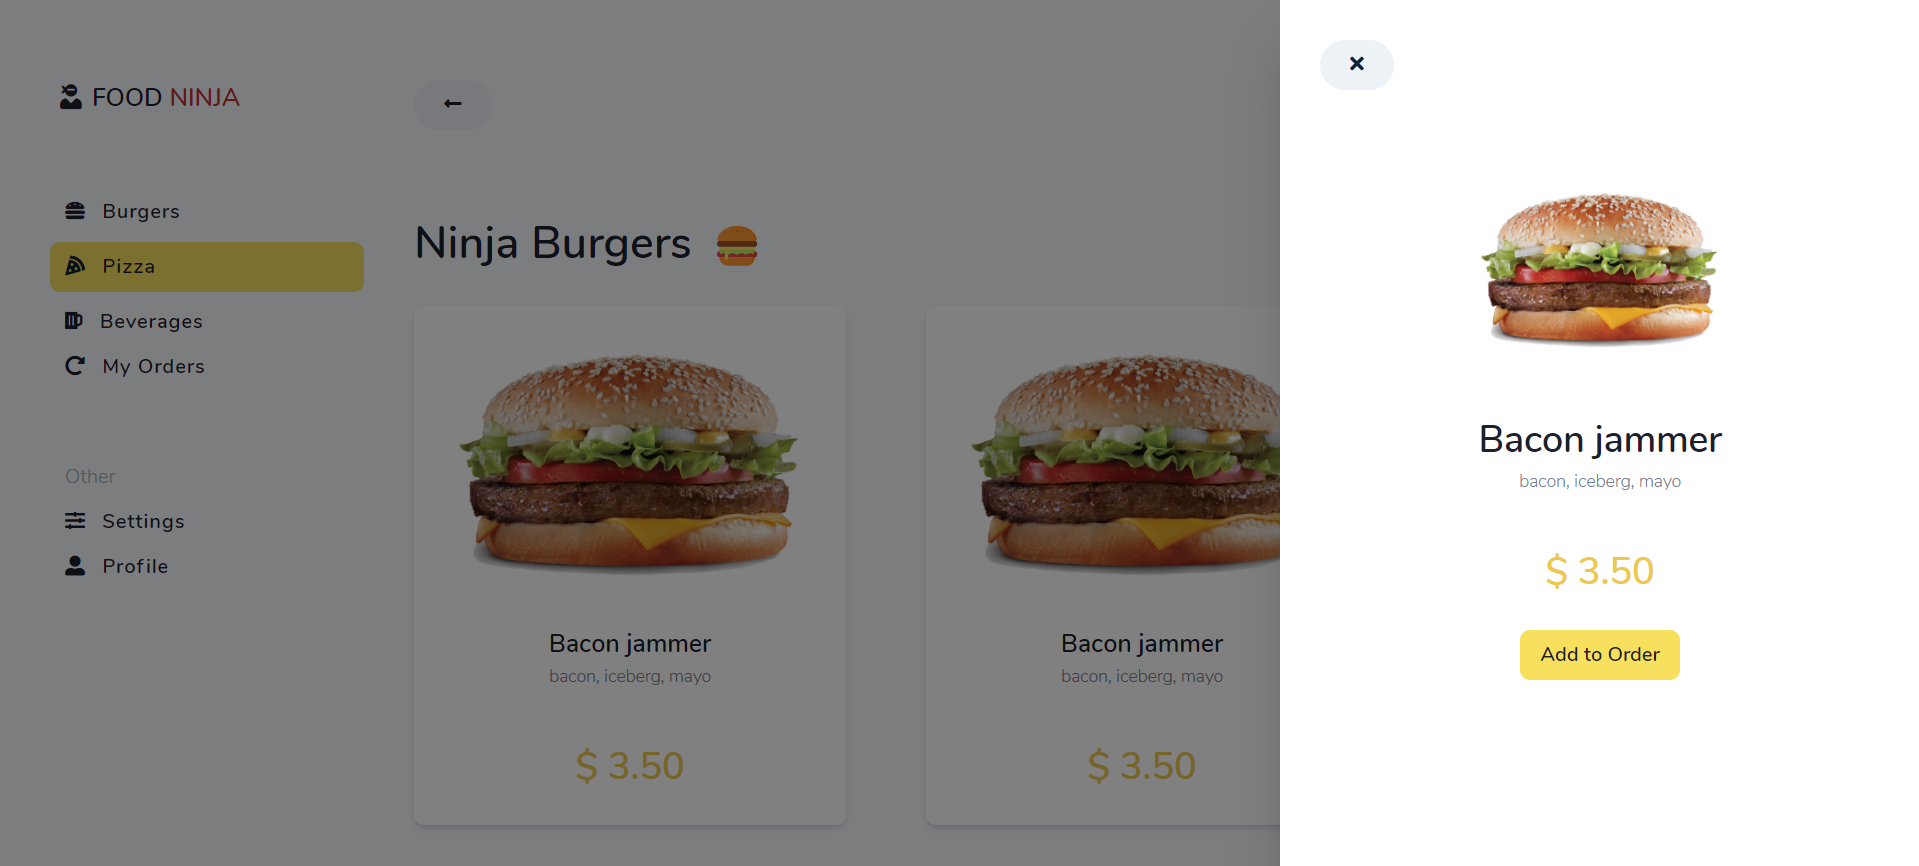 FOOD NINJA
Burgers
Pizza
Beverages
My Orders
Other
Settings
Profile
Ninja Burgers
Bacon jammer
bacon, iceberg, mayo
$ 3.50
Bacon jammer
bacon, iceberg, mayo
$ 3.50
Bacon jammer
bacon, iceberg, mayo
$ 3.50
Add to Order